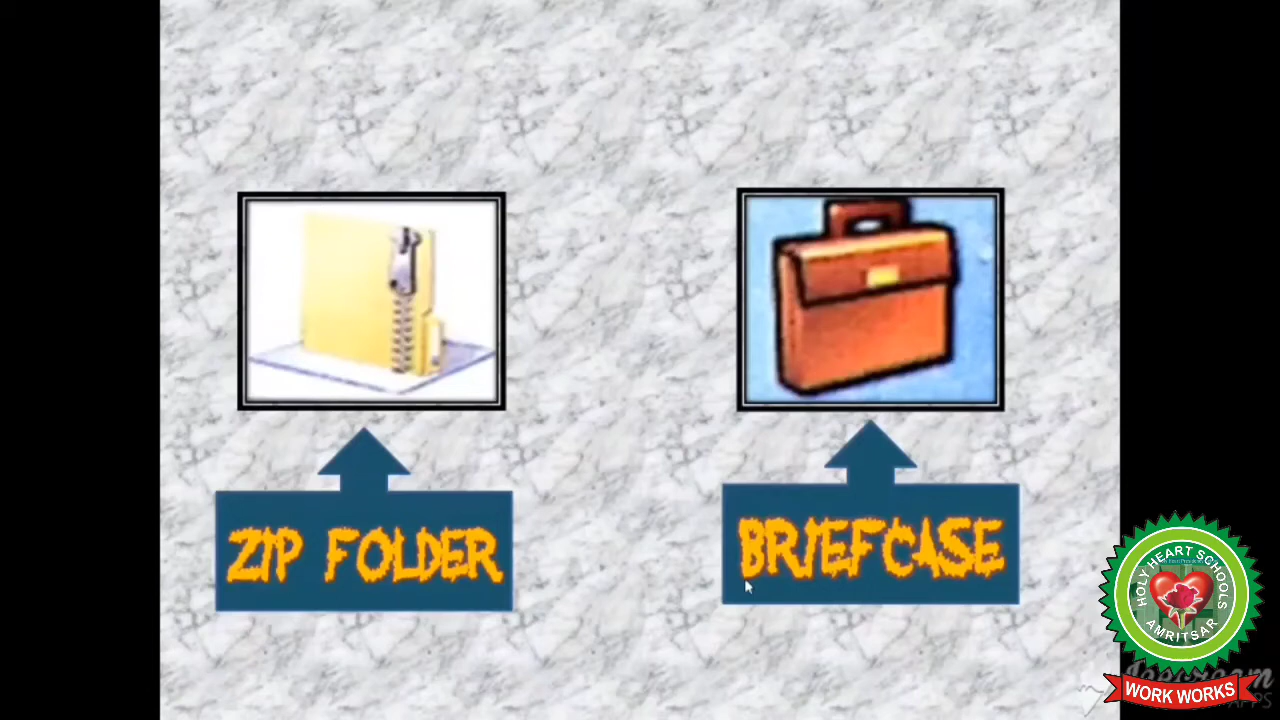 ZIP FOLDER
BRIEFCASE
HOLY HEART SCHOOLS
AMRITSAR
WORK WORKS